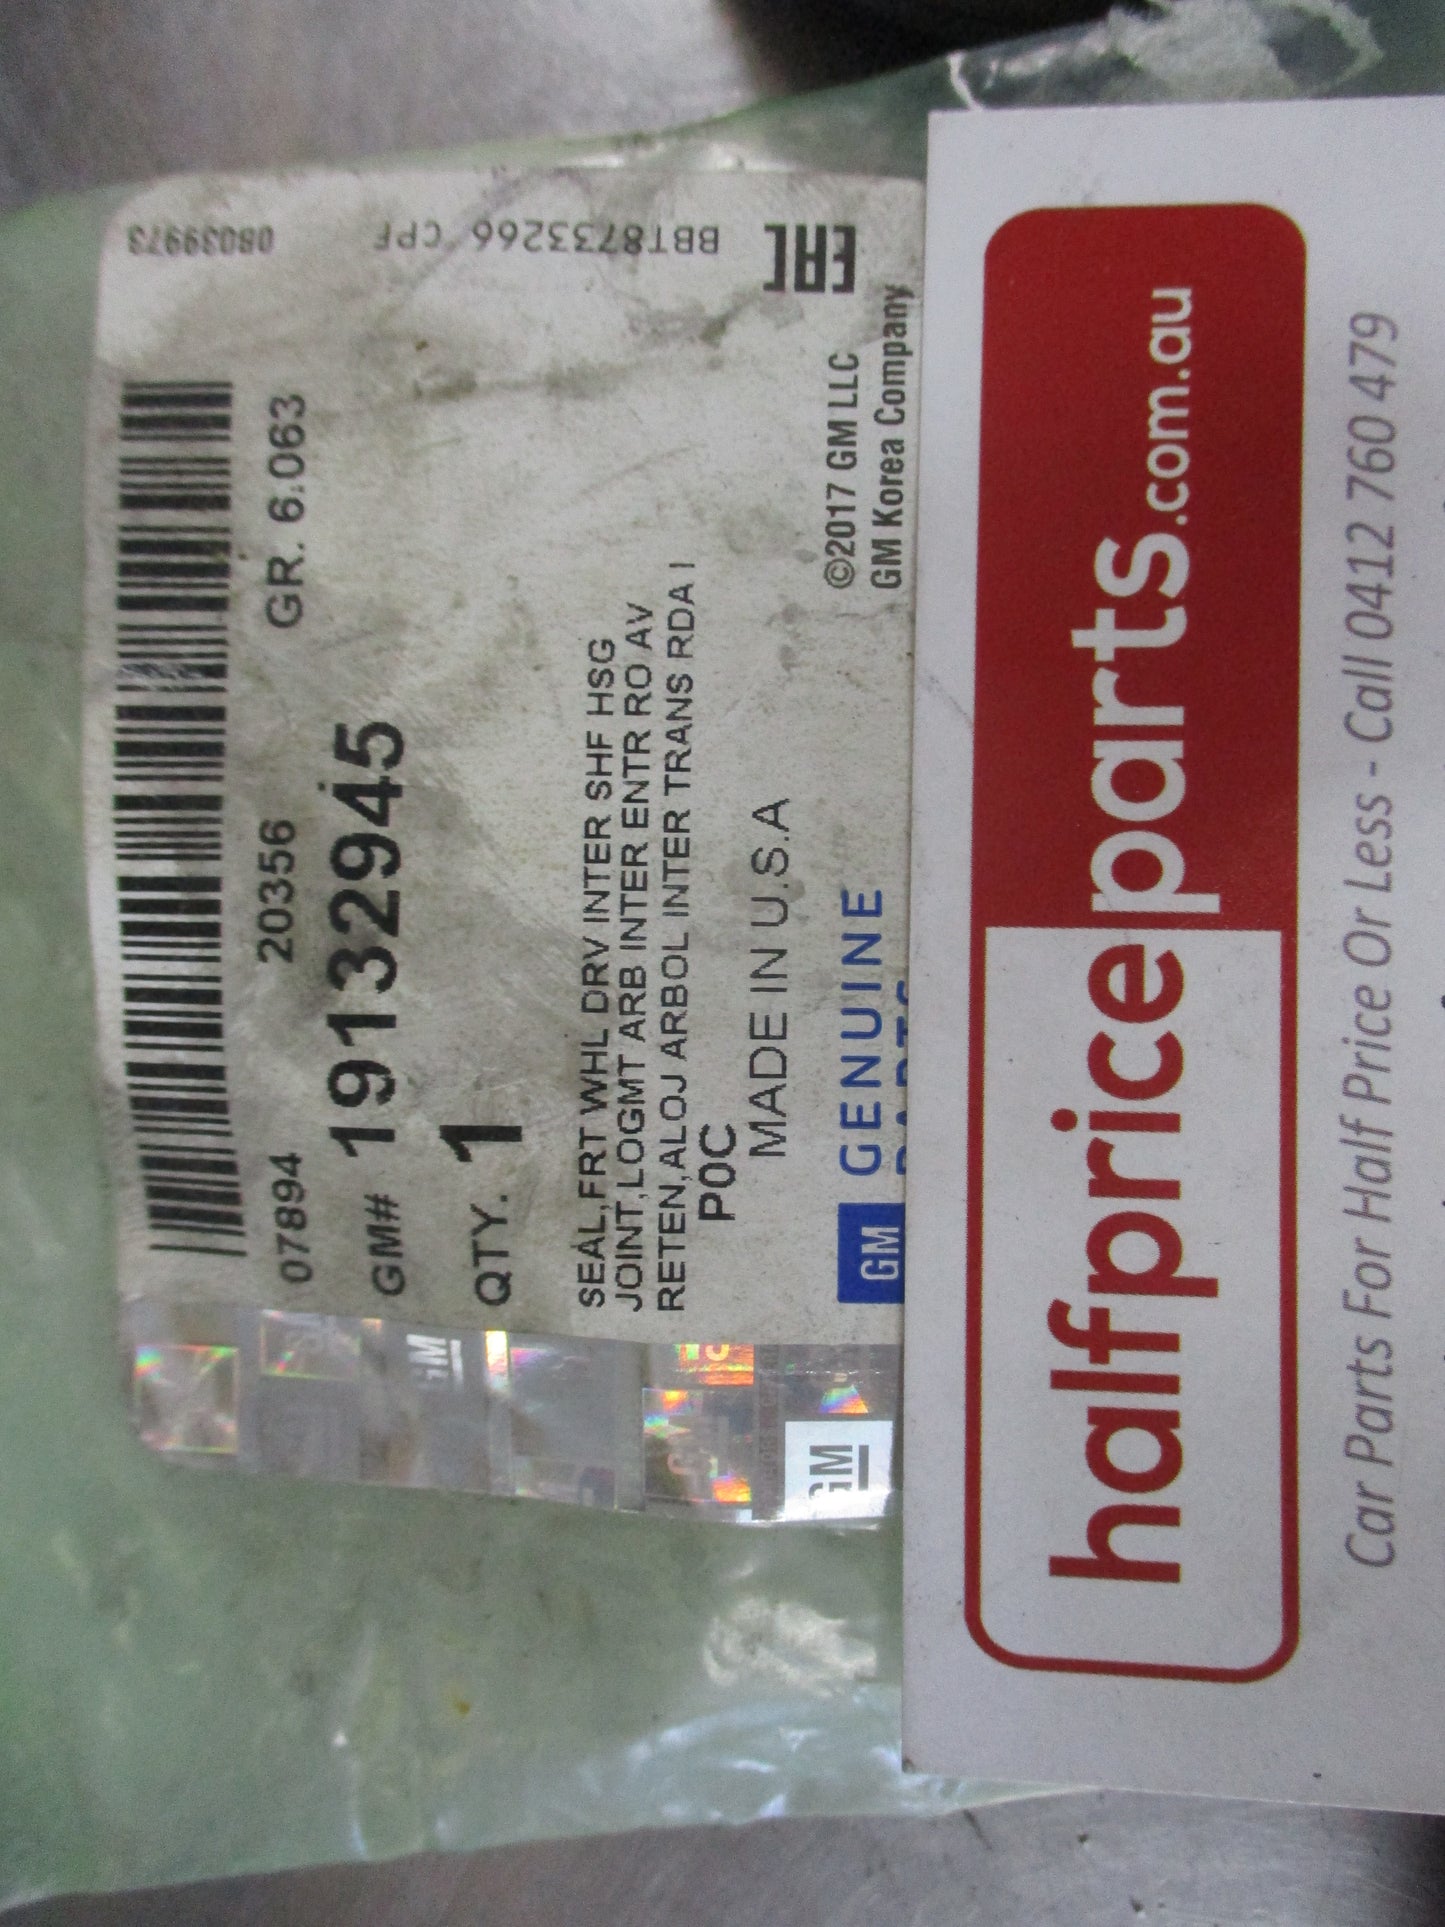 07894 20356 GR. 6.063
GM# 19132945
QTY. 1
SEAL,FRT WHL DRV INTER SHF HSG
JOINT,LOGMT ARB INTER ENTR RO AV
RETEN,ALOJ ARBOL INTER TRANS RDA I
POC
MADE IN U.S.A
GM GENUINE
PARTS
©2017 GM LLC
GM Korea Company
EAC
BBT8733266 CPF 08039973
GM
GM
halfpriceparts.com.au
Car Parts For Half Price Or Less - Call 0412 760 479